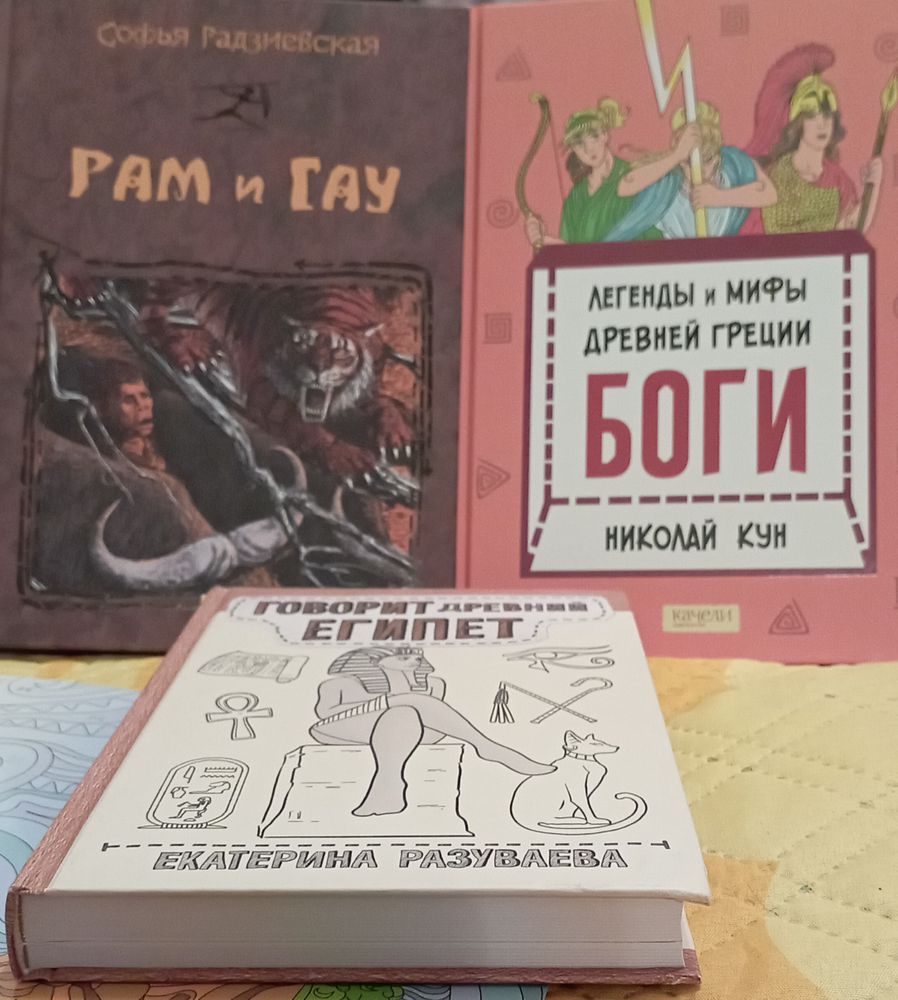 Софья Радзиевская
РАМ и ГАУ
ЛЕГЕНДЫ И МИФЫ
ДРЕВНЕЙ ГРЕЦИИ
БОГИ
НИКОЛАЙ КУН
КАЧЕЛИ
ГОВОРИТ ДРЕВНИЙ
ЕГИПЕТ
ЕКАТЕРИНА РАЗУВАЕВА